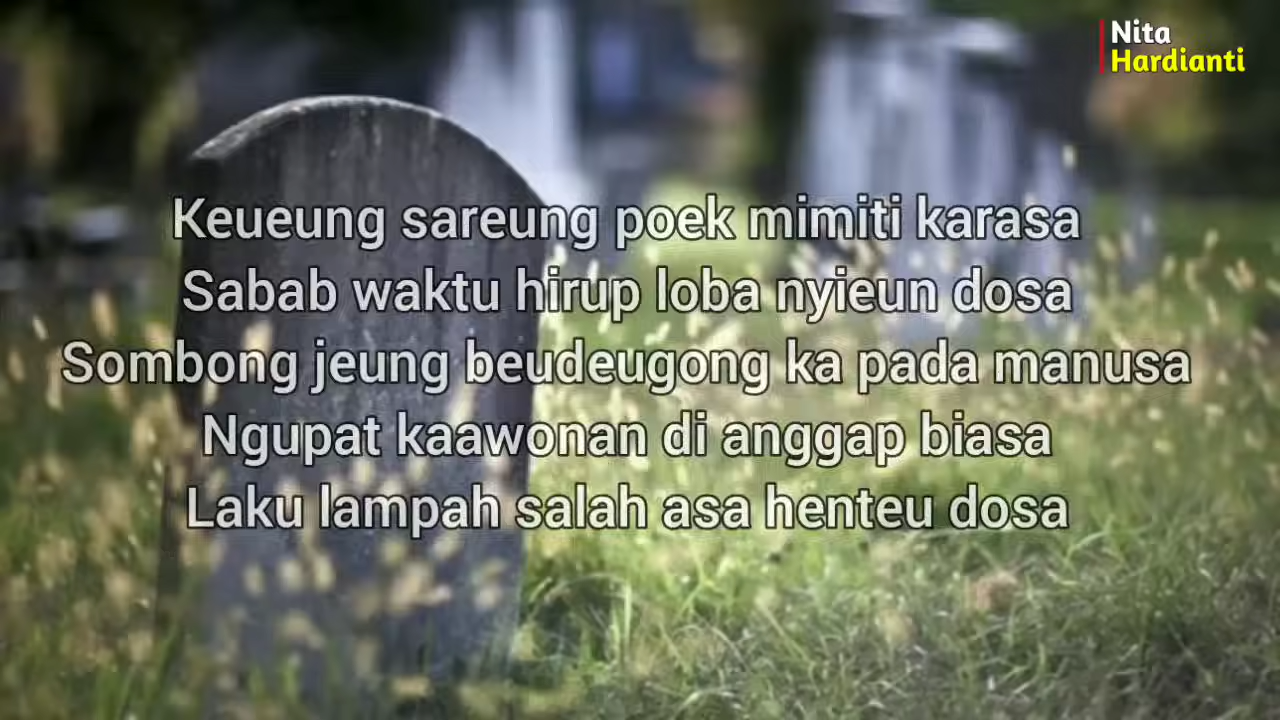 Nita
Hardianti
Keueung sareung poek mimiti karasa
Sabab waktu hirup loba nyieun dosa
Sombong jeung beudeugong ka pada manusa
Ngupat kaawonan di anggap biasa
Laku lampah salah asa henteu dosa